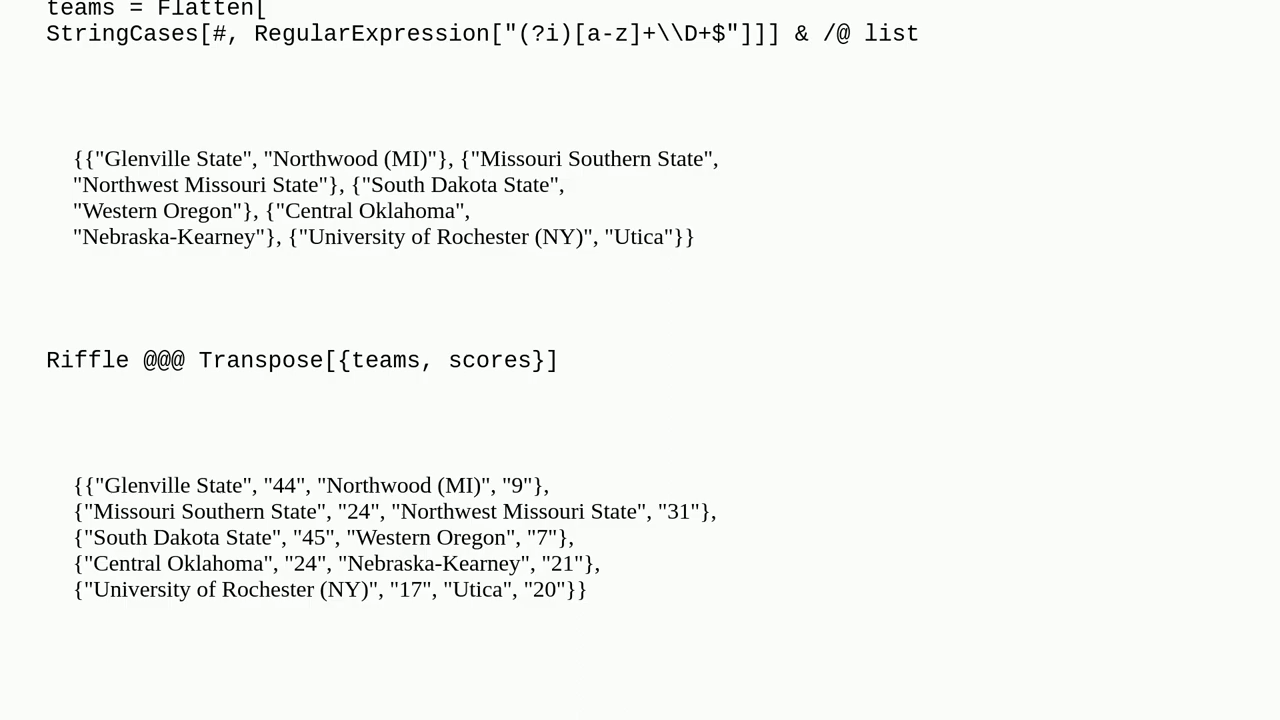 teams = Flatten[
StringCases[#, RegularExpression["(?i)[a-z]+\\D+$"]]] & /@ list
{{"Glenville State", "Northwood (MI)"}, {"Missouri Southern State",
"Northwest Missouri State"}, {"South Dakota State",
"Western Oregon"}, {"Central Oklahoma",
"Nebraska-Kearney"}, {"University of Rochester (NY)", "Utica"}}
Riffle @@@ Transpose[{teams, scores}]
{{"Glenville State", "44", "Northwood (MI)", "9"},
{"Missouri Southern State", "24", "Northwest Missouri State", "31"},
{"South Dakota State", "45", "Western Oregon", "7"},
{"Central Oklahoma", "24", "Nebraska-Kearney", "21"},
{"University of Rochester (NY)", "17", "Utica", "20"}}